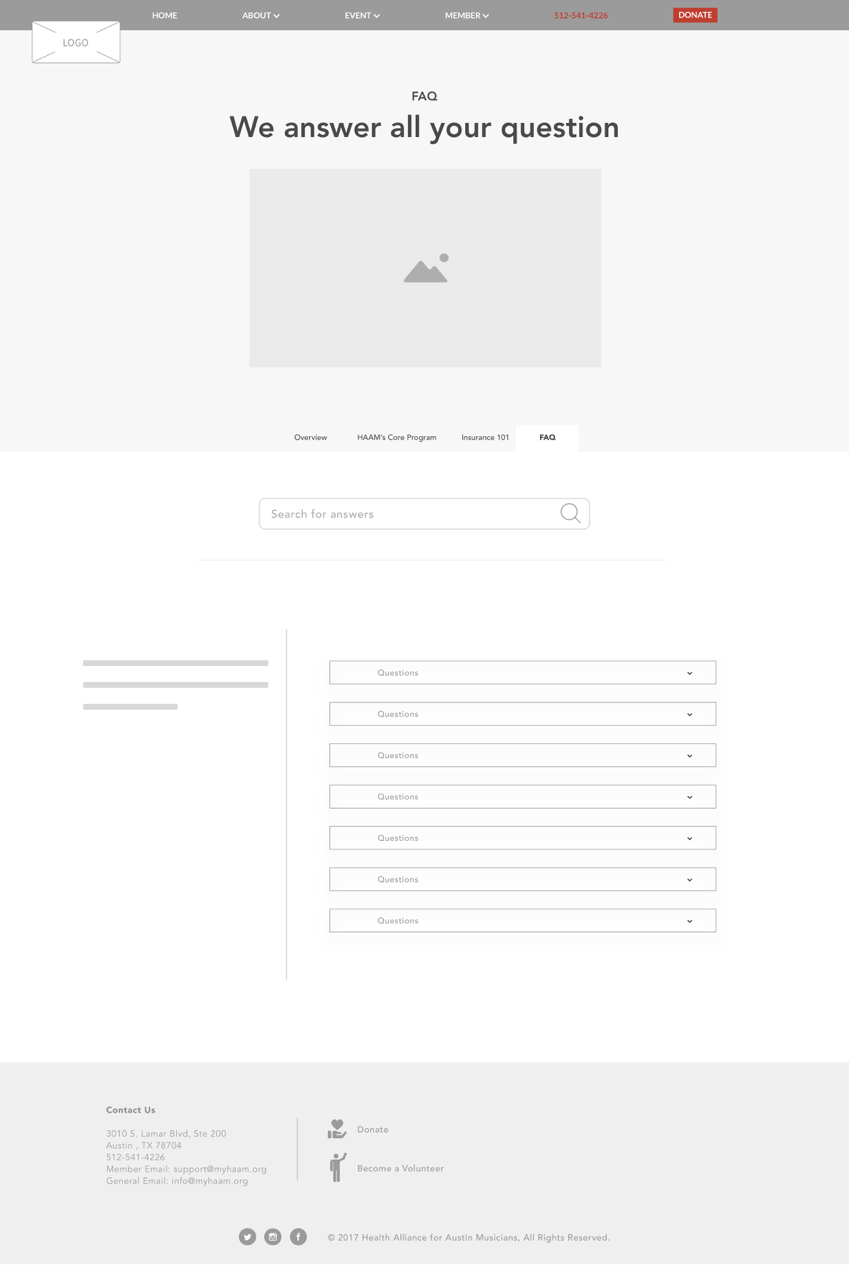 HOME ABOUT EVENT MEMBER 512-541-4226 DONATE
LOGO
FAQ
We answer all your question
Overview HAAM's Core Program Insurance 101 FAQ
Search for answers
Questions
Questions
Questions
Questions
Questions
Questions
Questions
Contact Us
3010 S. Lamar Blvd, Ste 200
Austin , TX 78704
512-541-4226
Member Email: support@myhaam.org
General Email: info@myhaam.org
Donate
Become a Volunteer
© 2017 Health Alliance for Austin Musicians, All Rights Reserved.